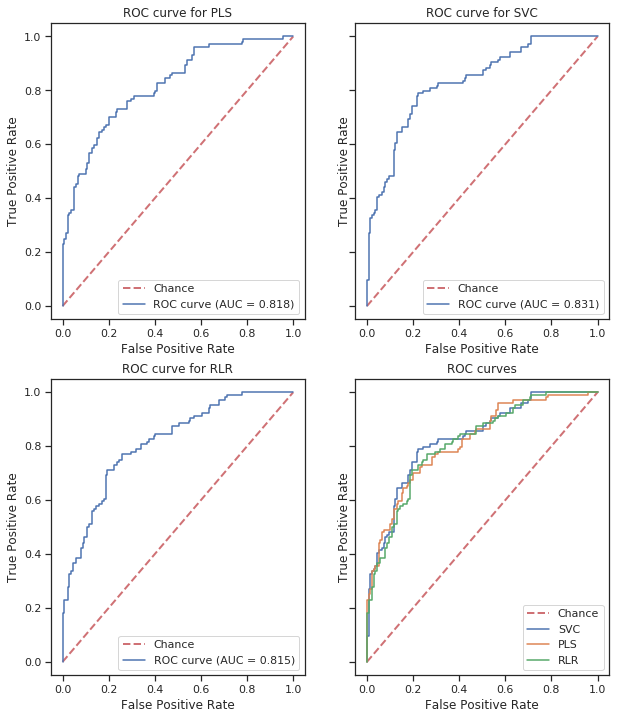 ROC curve for PLS
1.0
0.8
0.6
0.4
0.2
0.0
True Positive Rate
Chance
ROC curve (AUC = 0.818)
0.0 0.2 0.4 0.6 0.8 1.0
False Positive Rate
ROC curve for SVC
True Positive Rate
Chance
ROC curve (AUC = 0.831)
0.0 0.2 0.4 0.6 0.8 1.0
False Positive Rate
ROC curve for RLR
1.0
0.8
0.6
0.4
0.2
0.0
True Positive Rate
Chance
ROC curve (AUC = 0.815)
0.0 0.2 0.4 0.6 0.8 1.0
False Positive Rate
ROC curves
True Positive Rate
Chance
SVC
PLS
RLR
0.0 0.2 0.4 0.6 0.8 1.0
False Positive Rate